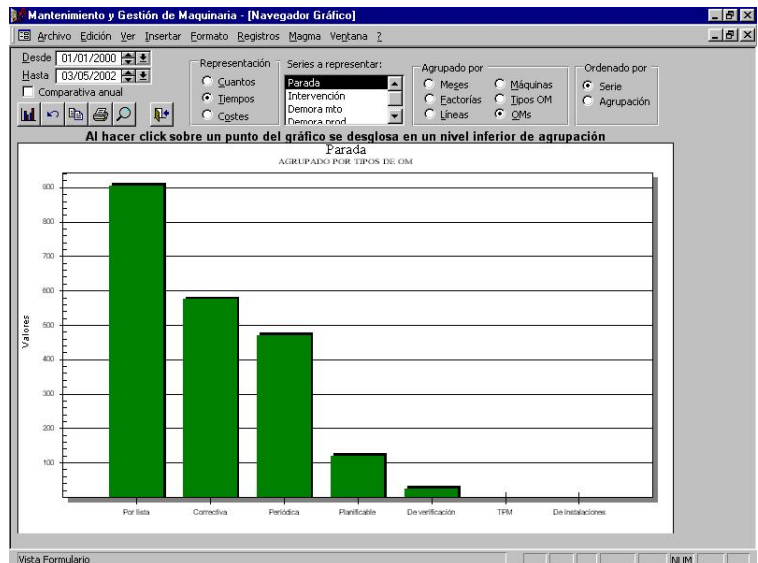 Mantenimiento y Gestión de Maquinaria - [Navegador Gráfico]
Archivo Edición Ver Insertar Formato Registros Magma Ventana ?
Desde 01/01/2000
Hasta 03/05/2002
Comparativa anual
Representación
Cuantos
Tiempos
Costes
Series a representar:
Parada
Intervención
Demora mto
Demora prod
Agrupado por
Meses
Factorías
Líneas
Máquinas
Tipos OM
OMs
Ordenado por
Serie
Agrupación
Al hacer click sobre un punto del gráfico se desglosa en un nivel inferior de agrupación
Parada
AGRUPADO POR TIPOS DE OM
Valores
900
800
700
600
500
400
300
200
100
Por lista Correctiva Periódica Planificable De verificación TPM De instalaciones
Vista Formulario NUM